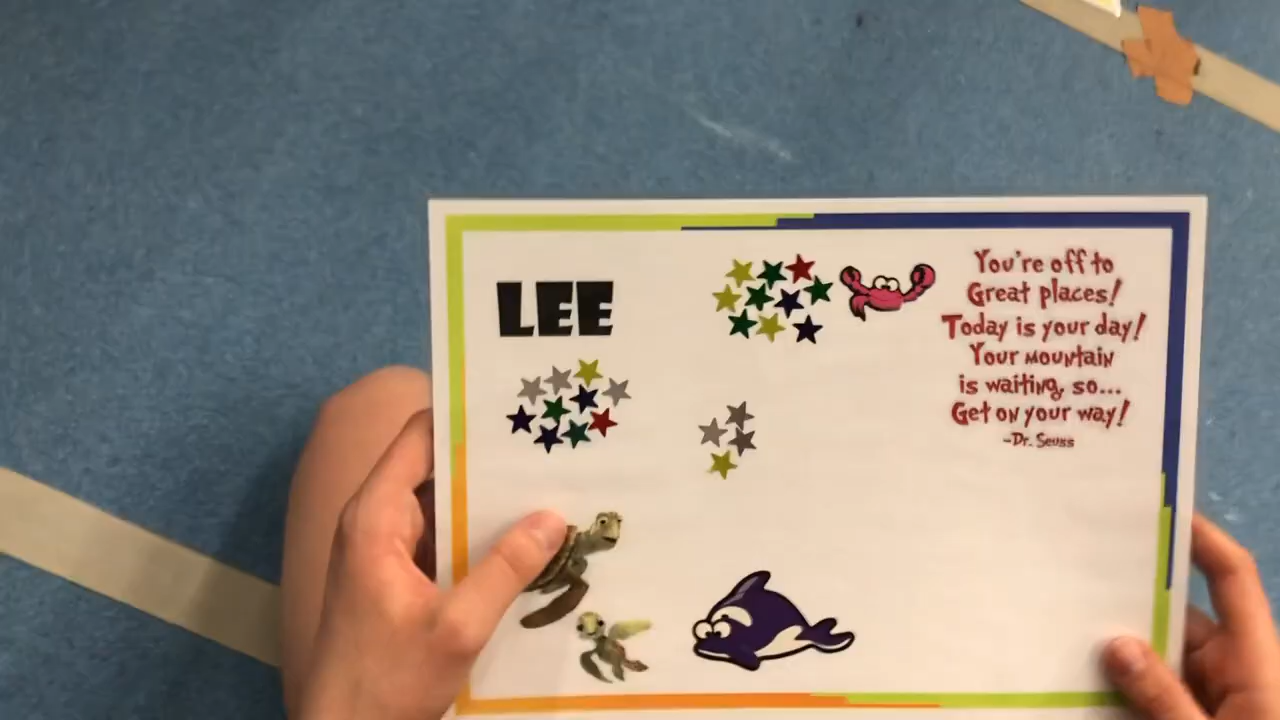 LEE
You're off to
Great places!
Today is your day!
Your mountain
is waiting, so...
Get on your way!
-Dr. Seuss